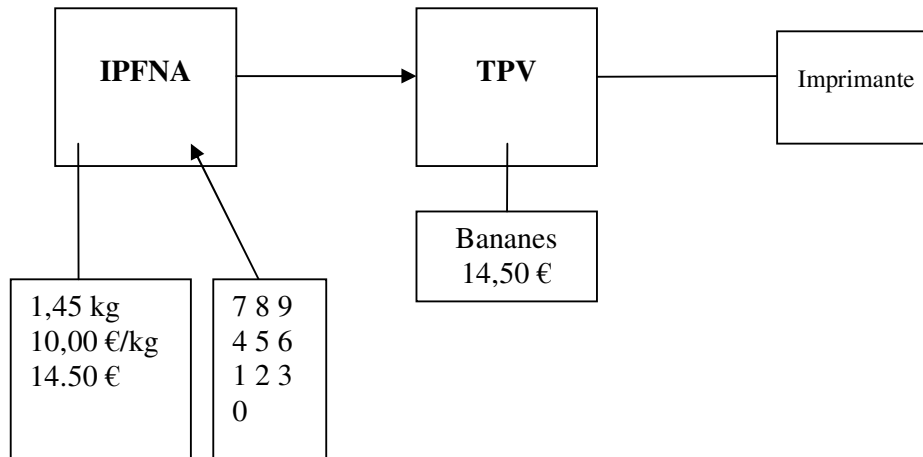 IPFNA
TPV
Imprimante
Bananes
14,50 €
1,45 kg
10,00 €/kg
14.50 €
7 8 9
4 5 6
1 2 3
0